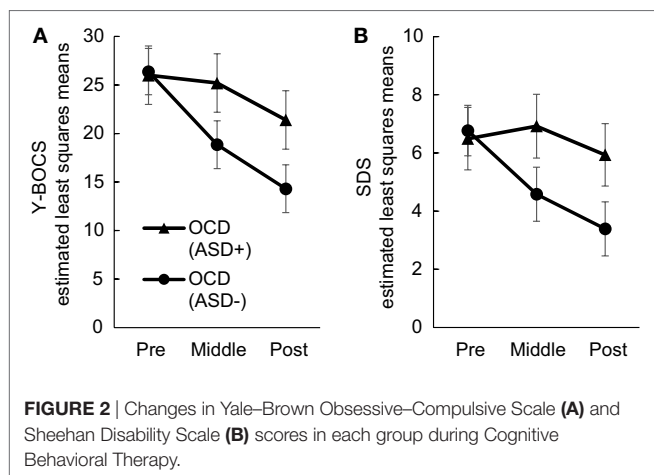 A
30
25
20
15
10
5
0
Y-BOCS
estimated least squares means
OCD
(ASD+)
OCD
(ASD-)
Pre Middle Post
B
10
8
6
4
2
0
SDS
estimated least squares means
Pre Middle Post
FIGURE 2 | Changes in Yale–Brown Obsessive–Compulsive Scale (A) and
Sheehan Disability Scale (B) scores in each group during Cognitive
Behavioral Therapy.